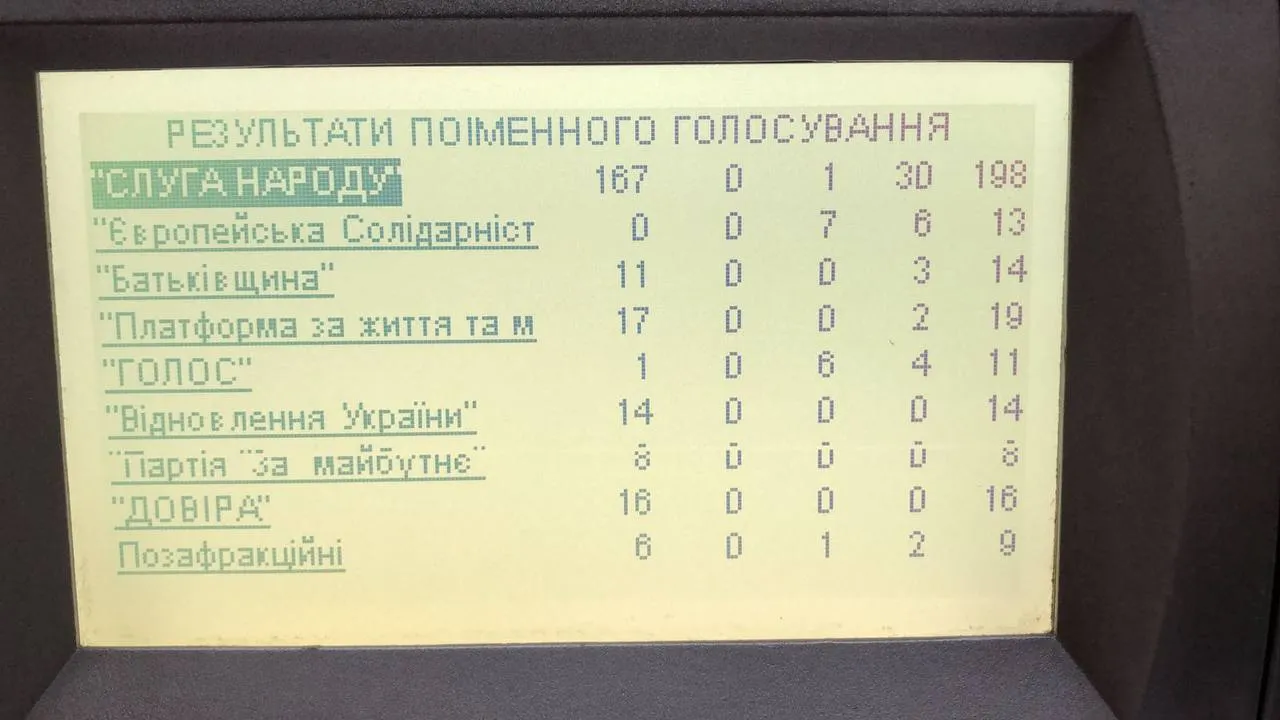 РЕЗУЛЬТАТИ ПОІМЕННОГО ГОЛОСУВАННЯ
"СЛУГА НАРОДУ" 167 0 1 30 198
"Європейська Солідарніст 0 0 7 6 13
"Батьківщина" 11 0 0 3 14
"Платформа за життя та м 17 0 0 2 19
"ГОЛОС" 1 0 6 4 11
"Відновлення України" 14 0 0 0 14
"Партія "За майбутнє" 8 0 0 0 8
"ДОВІРА" 16 0 0 0 16
Позафракційні 6 0 1 2 9